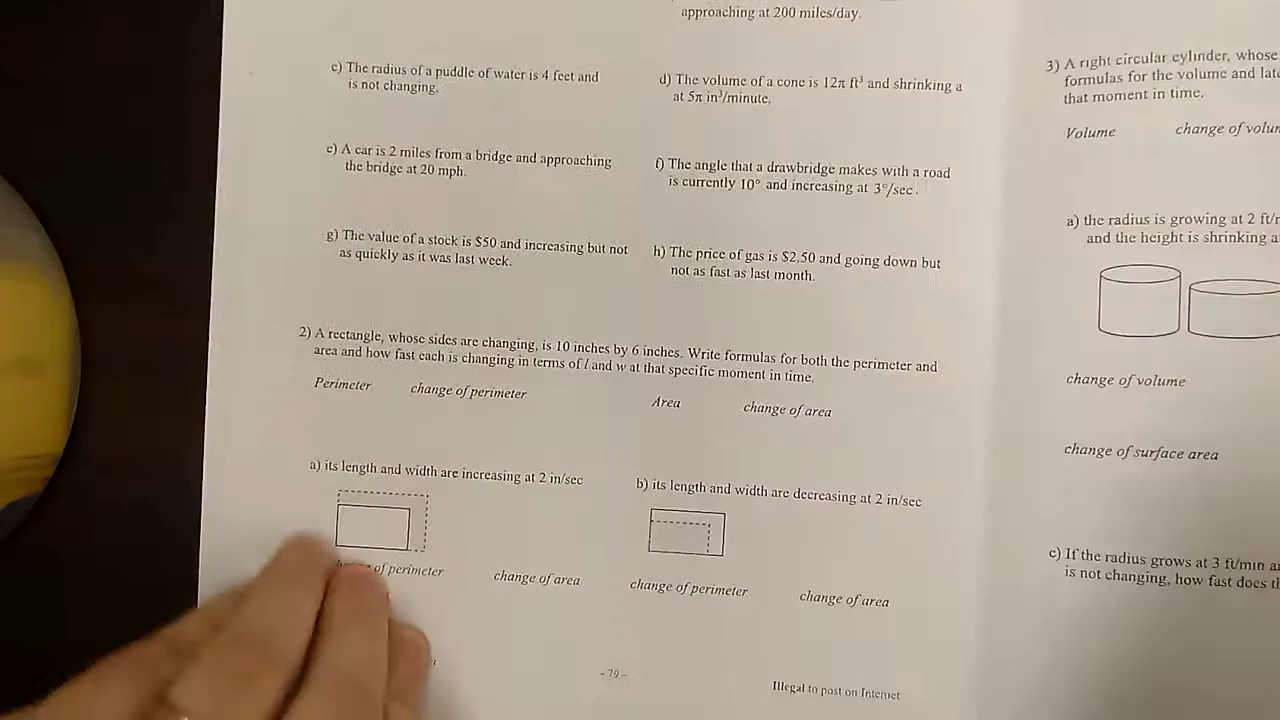 approaching at 200 miles/day.
c) The radius of a puddle of water is 4 feet and
is not changing.
d) The volume of a cone is 12π ft³ and shrinking a
at 5π in³/minute.
e) A car is 2 miles from a bridge and approaching
the bridge at 20 mph.
f) The angle that a drawbridge makes with a road
is currently 10° and increasing at 3°/sec.
g) The value of a stock is $50 and increasing but not
as quickly as it was last week.
h) The price of gas is $2.50 and going down but
not as fast as last month.
2) A rectangle, whose sides are changing, is 10 inches by 6 inches. Write formulas for both the perimeter and
area and how fast each is changing in terms of l and w at that specific moment in time.
Perimeter change of perimeter Area change of area
a) its length and width are increasing at 2 in/sec
b) its length and width are decreasing at 2 in/sec
of perimeter change of area change of perimeter change of area
- 79 -
Illegal to post on Internet
3) A right circular cylinder, whose
formulas for the volume and
that moment in time.
Volume change of
a) the radius is growing at 2
and the height is shrinking
change of volume
change of surface area
c) If the radius grows at 3 ft/min
is not changing, how fast does